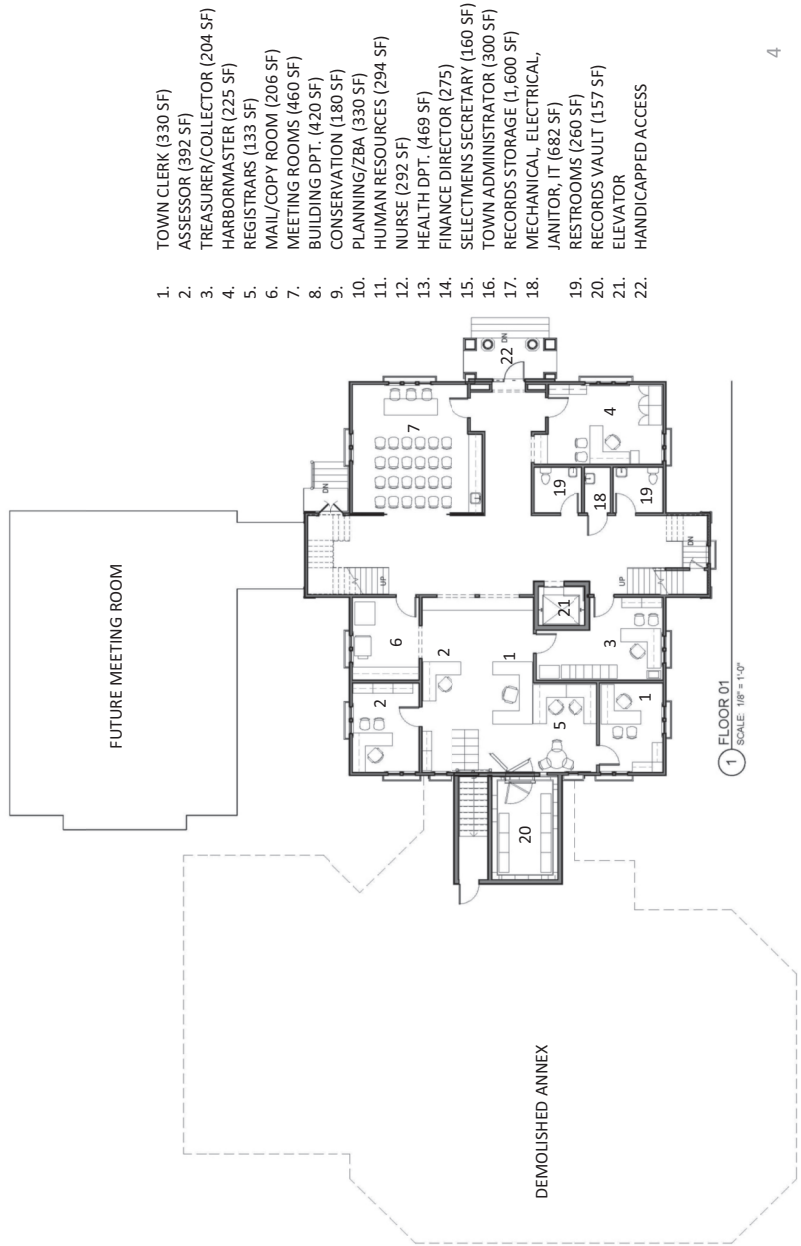 FUTURE MEETING ROOM
DEMOLISHED ANNEX
DN
UP
7
6
2
2
1
22
4
19
18
19
21
3
UP
DN
5
1
20
1 FLOOR 01
SCALE: 1/8" = 1'-0"
1. TOWN CLERK (330 SF)
2. ASSESSOR (392 SF)
3. TREASURER/COLLECTOR (204 SF)
4. HARBORMASTER (225 SF)
5. REGISTRARS (133 SF)
6. MAIL/COPY ROOM (206 SF)
7. MEETING ROOMS (460 SF)
8. BUILDING DPT. (420 SF)
9. CONSERVATION (180 SF)
10. PLANNING/ZBA (330 SF)
11. HUMAN RESOURCES (294 SF)
12. NURSE (292 SF)
13. HEALTH DPT. (469 SF)
14. FINANCE DIRECTOR (275)
15. SELECTMENS SECRETARY (160 SF)
16. TOWN ADMINISTRATOR (300 SF)
17. RECORDS STORAGE (1,600 SF)
18. MECHANICAL, ELECTRICAL,
JANITOR, IT (682 SF)
19. RESTROOMS (260 SF)
20. RECORDS VAULT (157 SF)
21. ELEVATOR
22. HANDICAPPED ACCESS
DN
4